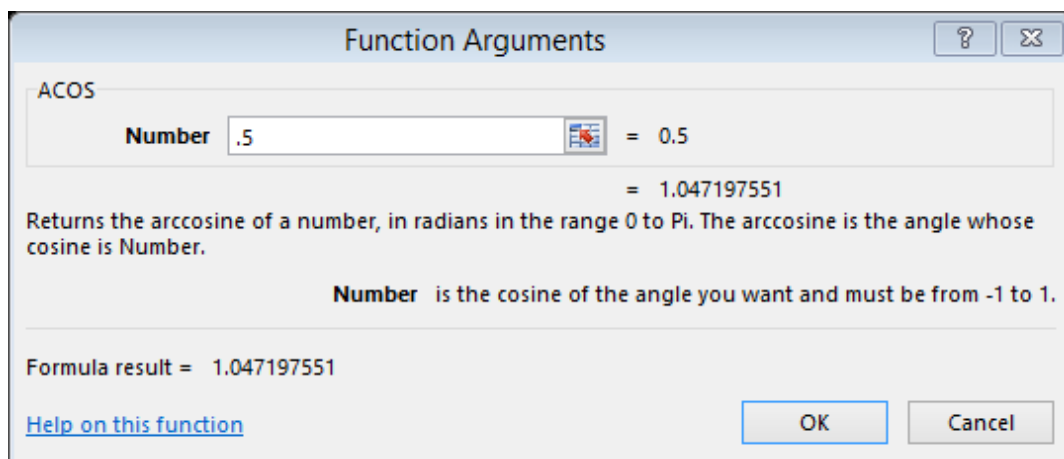 Function Arguments
ACOS
Number .5 = 0.5
= 1.047197551
Returns the arccosine of a number, in radians in the range 0 to Pi. The arccosine is the angle whose
cosine is Number.
Number is the cosine of the angle you want and must be from -1 to 1.
Formula result = 1.047197551
Help on this function
OK
Cancel